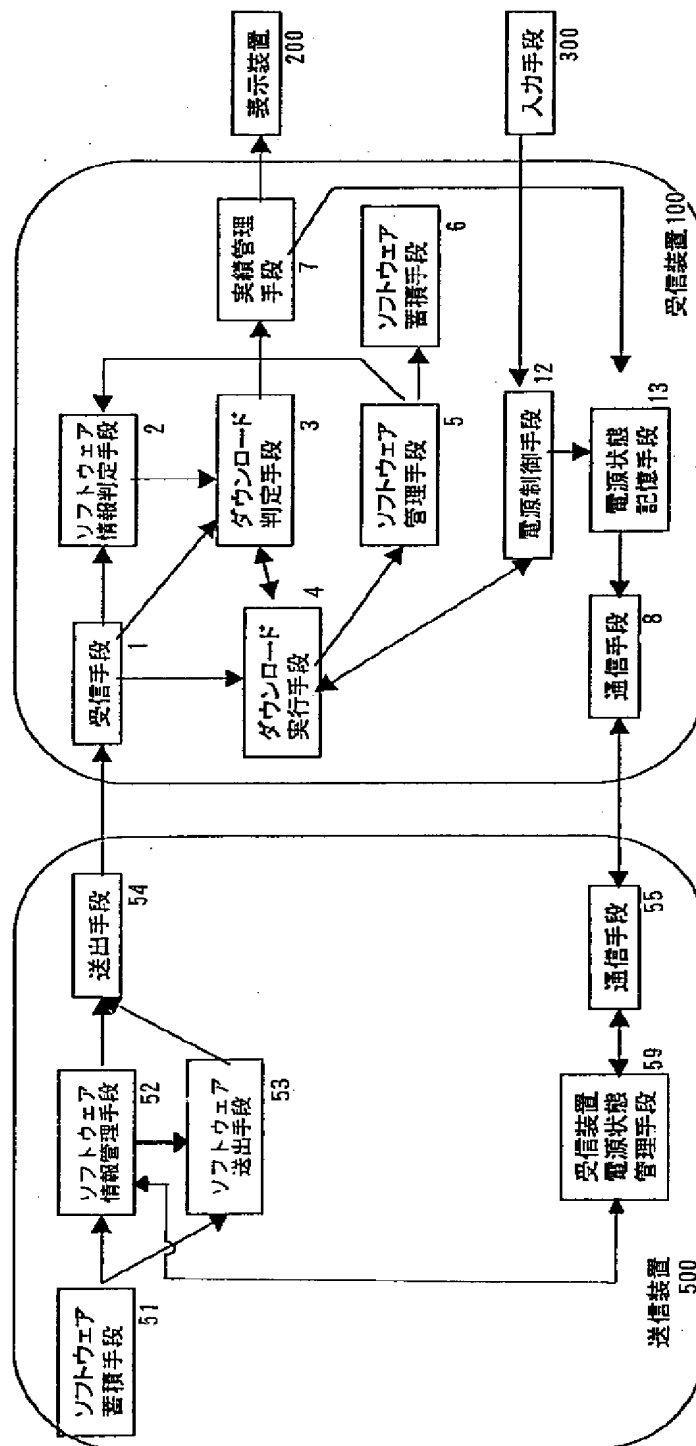 ソフトウェア
蓄積手段
51
ソフトウェア
情報管理手段
52
ソフトウェア
送出手段
53
送出手段
54
受信装置
電源状態
管理手段
59
通信手段
55
送信装置
500
受信手段
1
ソフトウェア
情報判定手段
2
ダウンロード
判定手段
3
ダウンロード
実行手段
4
ソフトウェア
管理手段
5
ソフトウェア
蓄積手段
6
実績管理
手段
7
電源制御手段
12
電源状態
記憶手段
13
通信手段
8
受信装置100
表示装置
200
入力手段
300